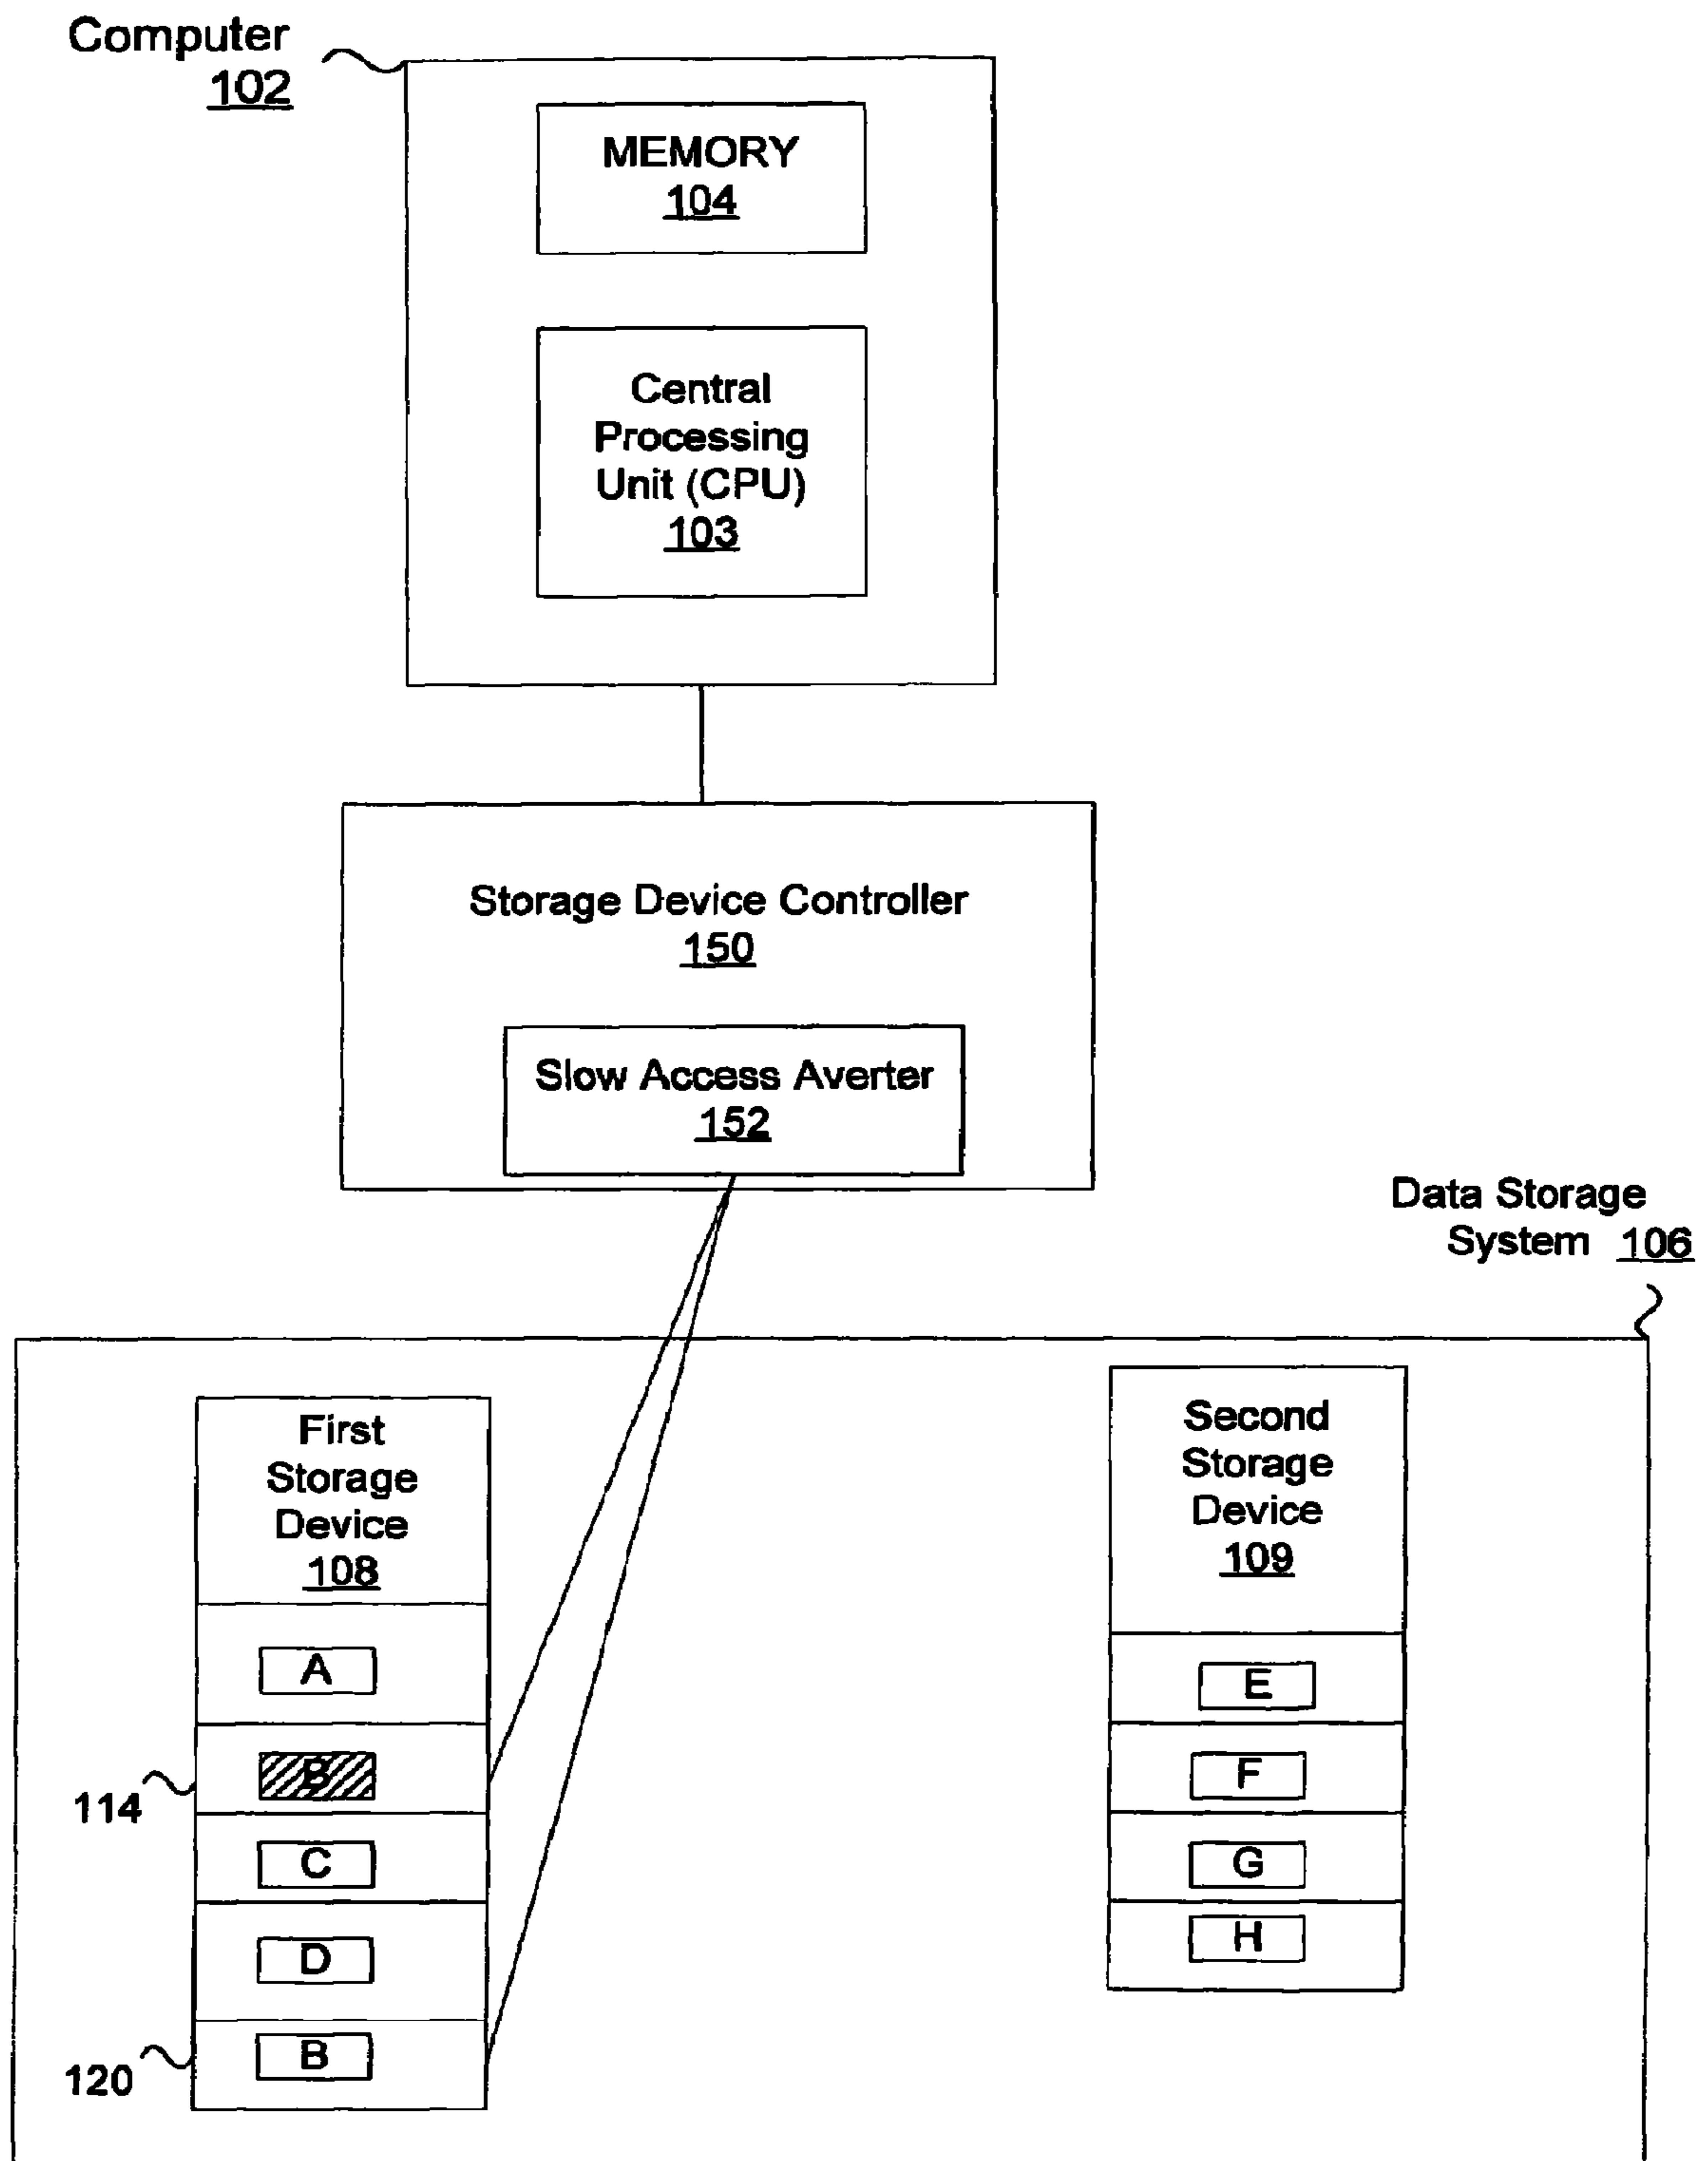 Computer
102
MEMORY
104
Central
Processing
Unit (CPU)
103
Storage Device Controller
150
Slow Access Averter
152
Data Storage
System 106
First
Storage
Device
108
A
B
C
D
B
114
120
Second
Storage
Device
109
E
F
G
H